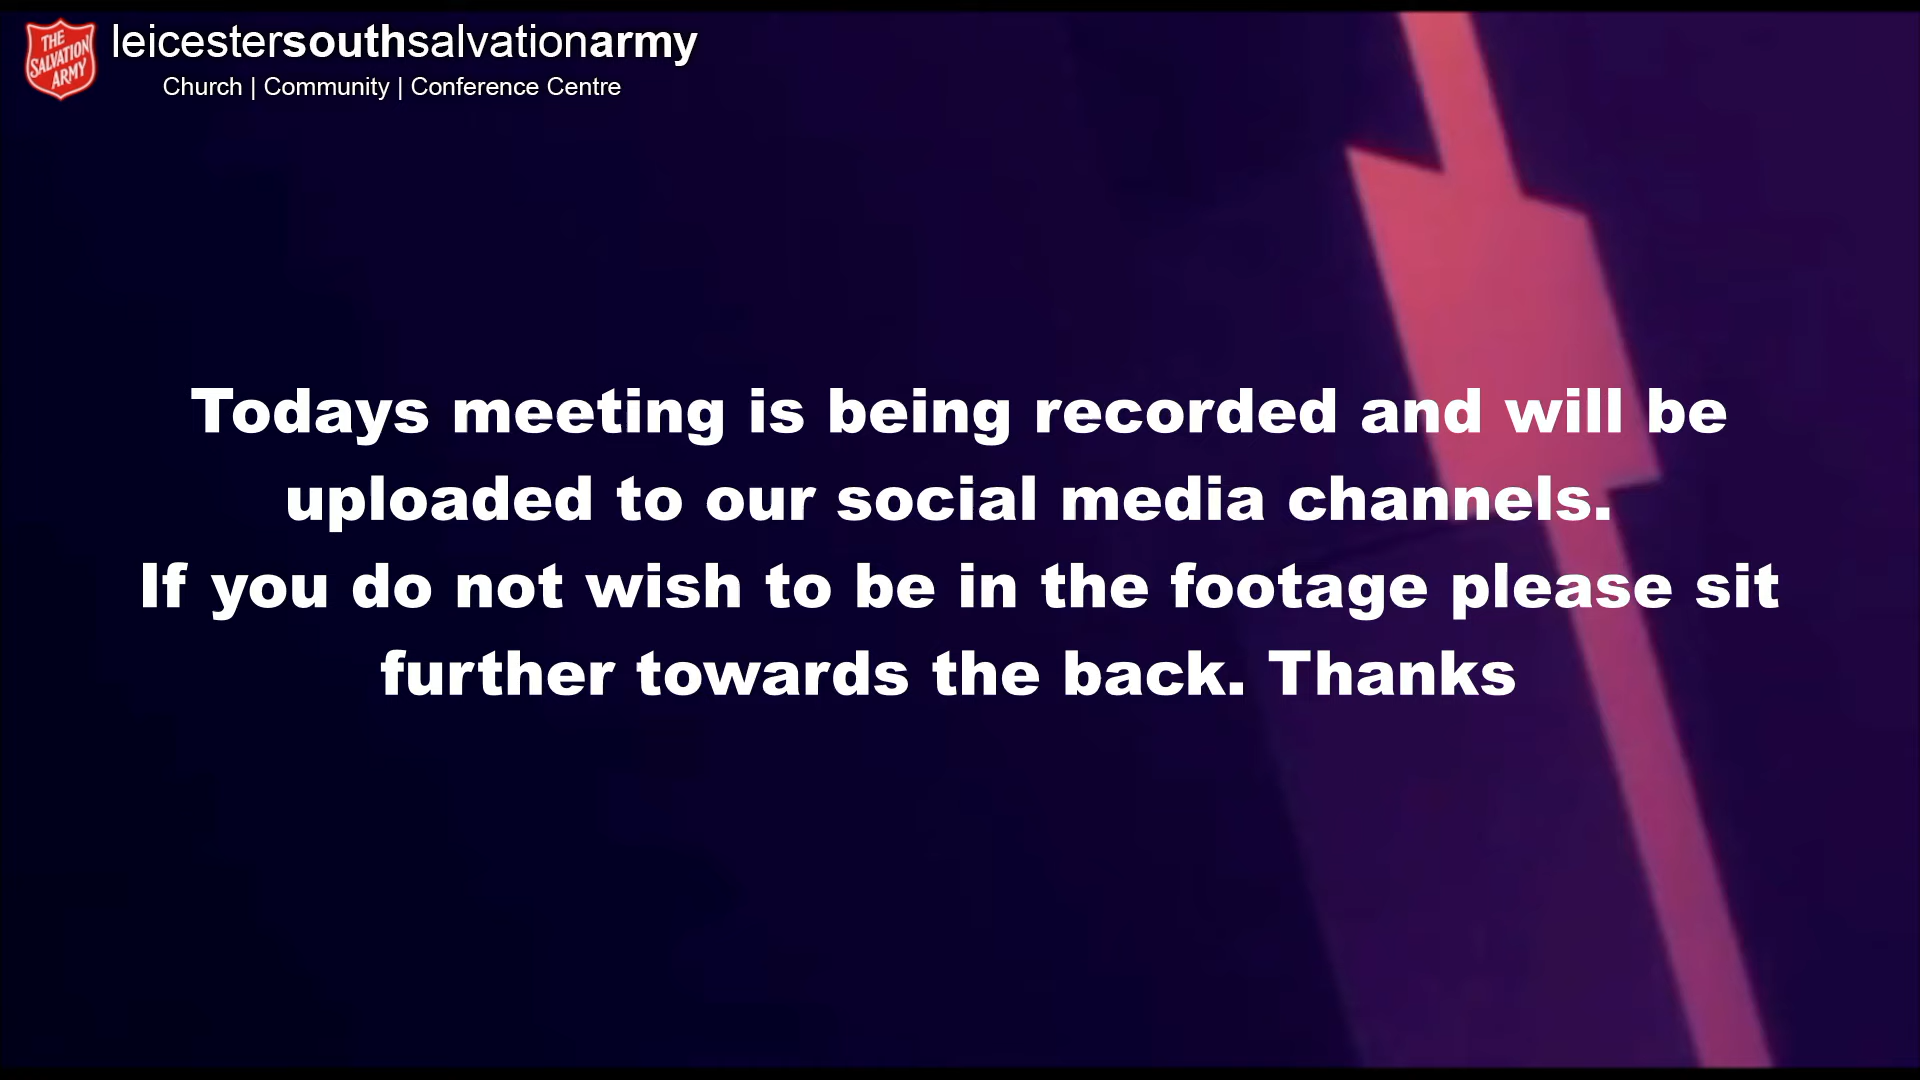 THE
SALVATION
ARMY
leicestersouthsalvationarmy
Church | Community | Conference Centre
Todays meeting is being recorded and will be
uploaded to our social media channels.
If you do not wish to be in the footage please sit
further towards the back. Thanks